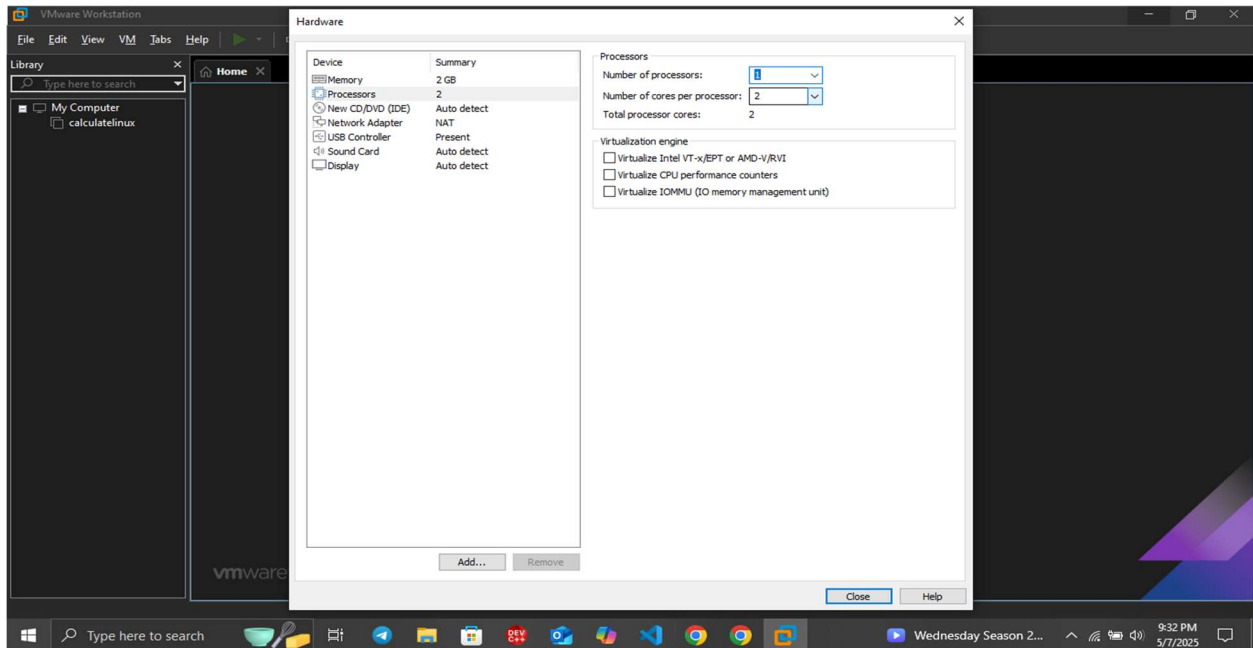 VMware Workstation
File Edit View VM Tabs Help
Library
Type here to search
My Computer
calculatelinux
Home
vmware
Hardware
Device Summary
Memory 2 GB
Processors 2
New CD/DVD (IDE) Auto detect
Network Adapter NAT
USB Controller Present
Sound Card Auto detect
Display Auto detect
Add... Remove
Processors
Number of processors: 1
Number of cores per processor: 2
Total processor cores: 2
Virtualization engine
Virtualize Intel VT-x/EPT or AMD-V/RVI
Virtualize CPU performance counters
Virtualize IOMMU (IO memory management unit)
Close Help
Type here to search
DEV C++
Wednesday Season 2...
9:32 PM
5/7/2025